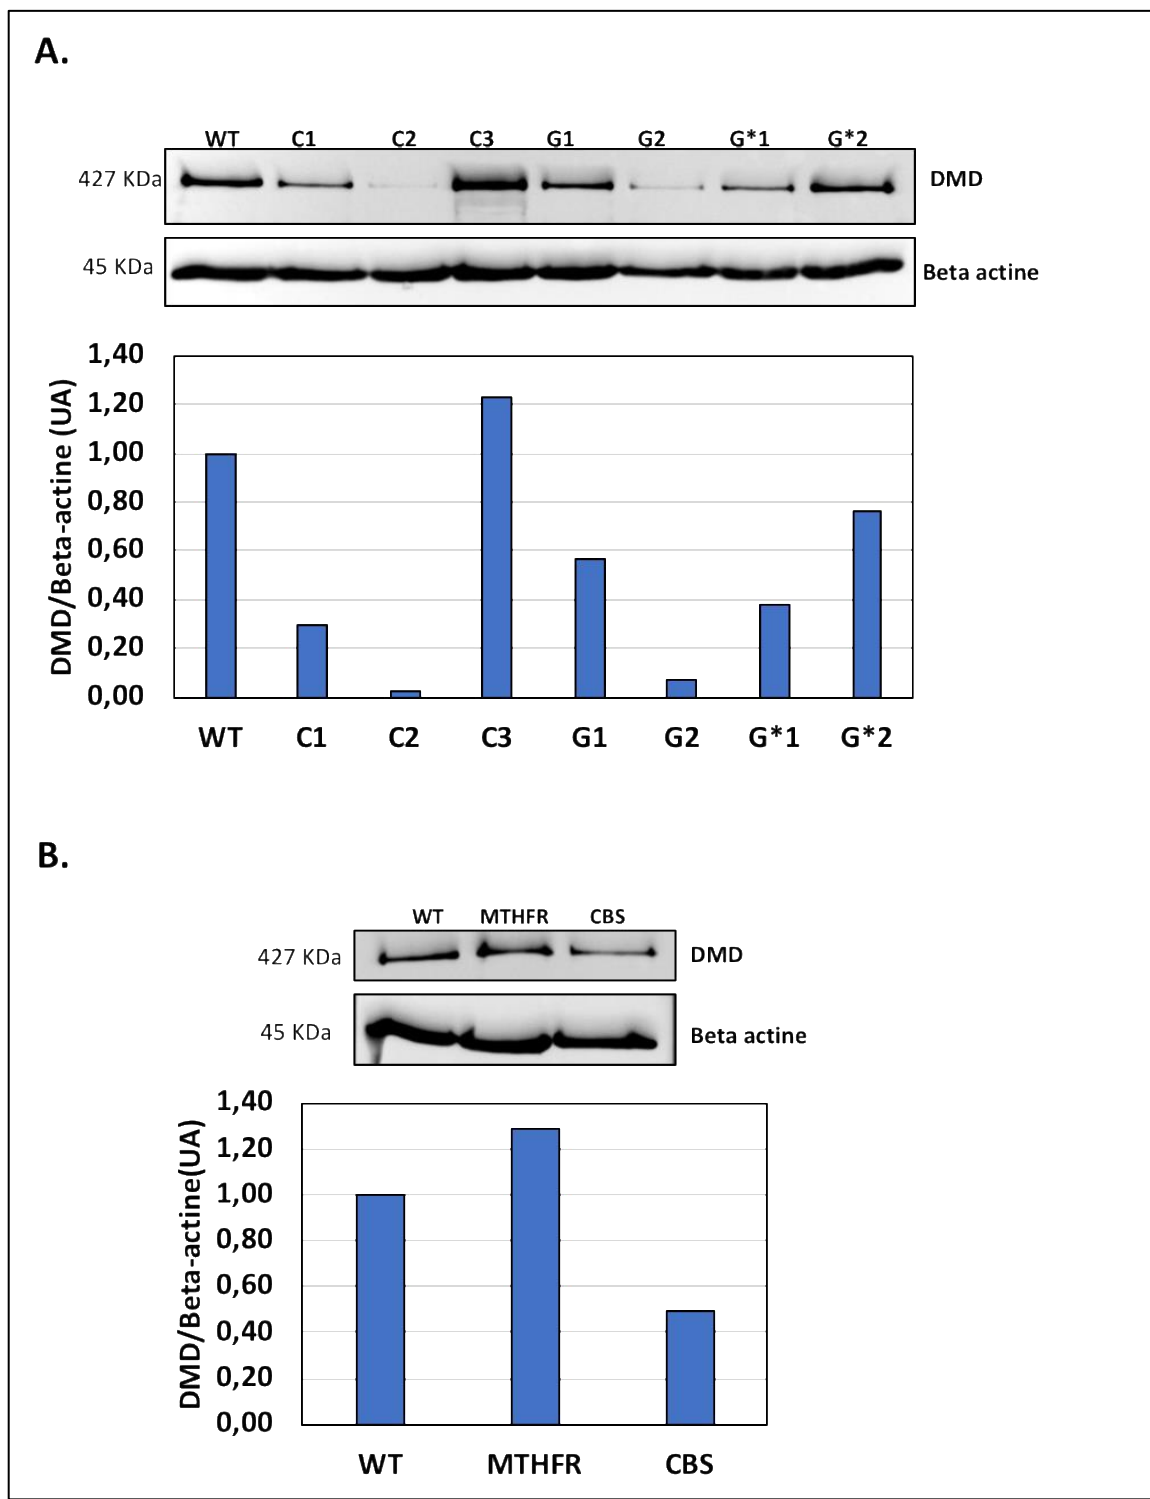 A.
WT C1 C2 C3 G1 G2 G*1 G*2
427 KDa DMD
45 KDa Beta actine
DMD/Beta-actine (UA)
1,40
1,20
1,00
0,80
0,60
0,40
0,20
0,00
WT C1 C2 C3 G1 G2 G*1 G*2
B.
WT MTHFR CBS
427 KDa DMD
45 KDa Beta actine
DMD/Beta-actine(UA)
1,40
1,20
1,00
0,80
0,60
0,40
0,20
0,00
WT MTHFR CBS